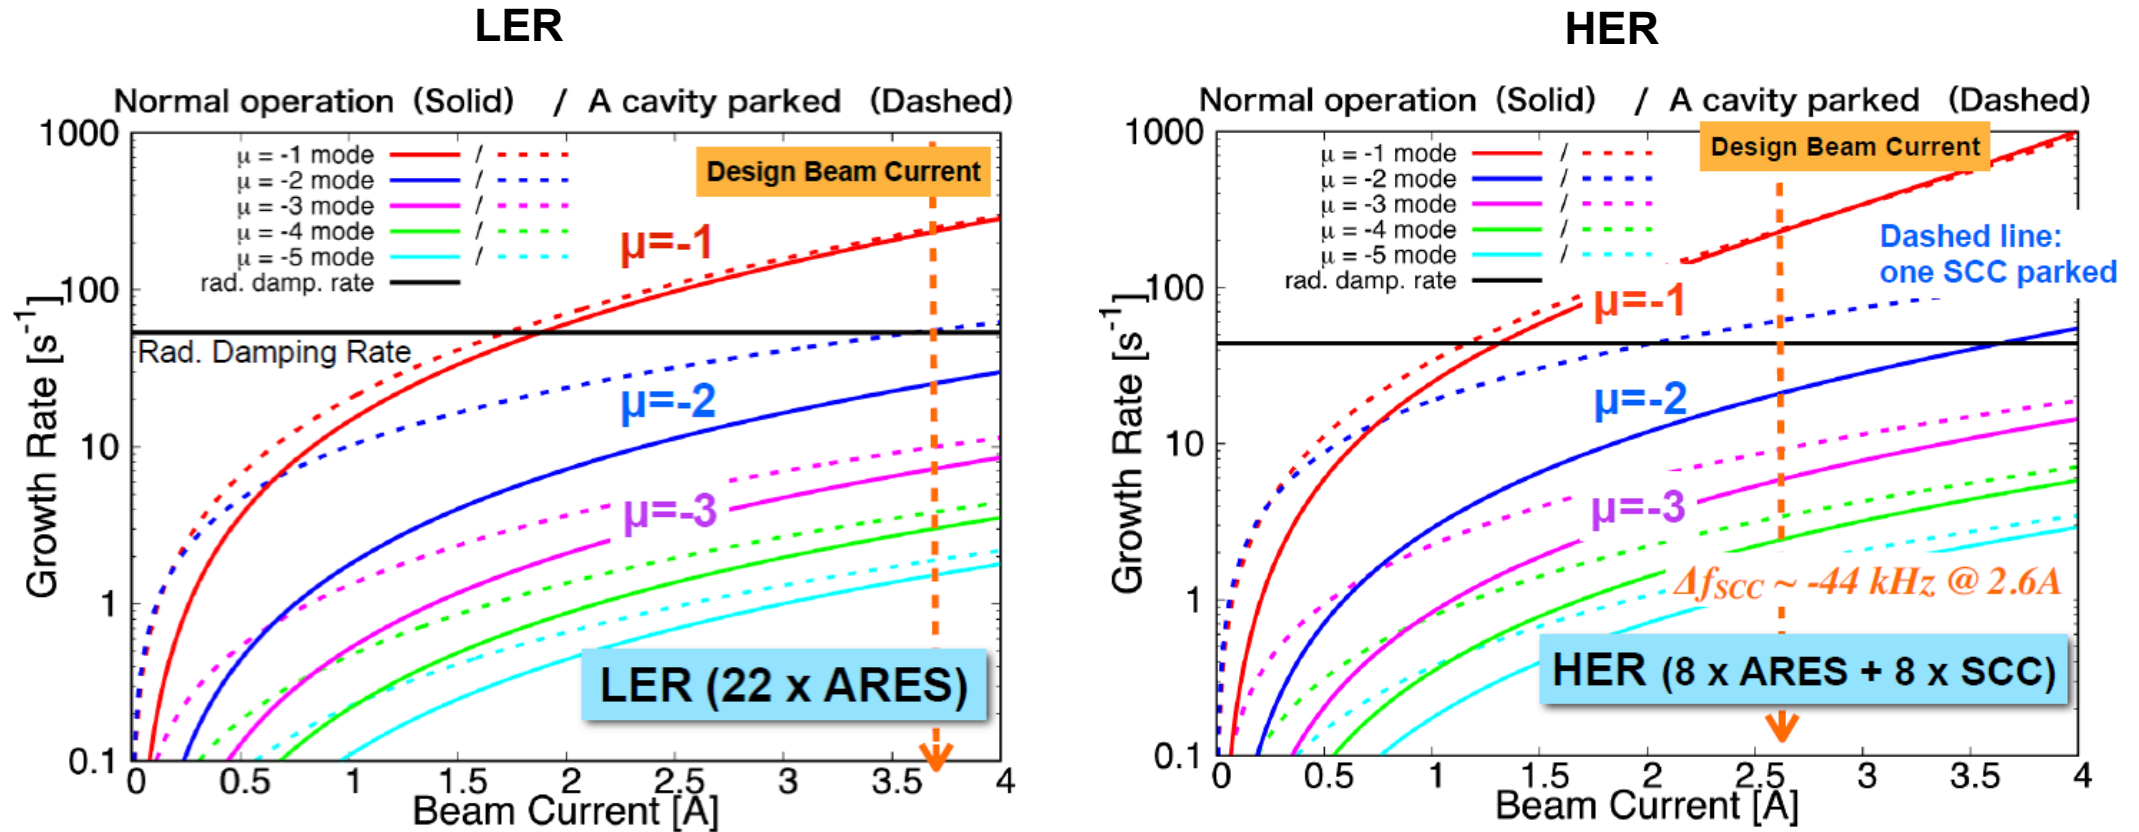 LER
Normal operation (Solid) / A cavity parked (Dashed)
1000
100
10
1
0.1
Growth Rate [s⁻¹]
μ = -1 mode /
μ = -2 mode /
μ = -3 mode /
μ = -4 mode /
μ = -5 mode /
rad. damp. rate
Design Beam Current
μ=-1
Rad. Damping Rate
μ=-2
μ=-3
LER (22 x ARES)
0 0.5 1 1.5 2 2.5 3 3.5 4
Beam Current [A]
HER
Normal operation (Solid) / A cavity parked (Dashed)
1000
100
10
1
0.1
Growth Rate [s⁻¹]
μ = -1 mode /
μ = -2 mode /
μ = -3 mode /
μ = -4 mode /
μ = -5 mode /
rad. damp. rate
Design Beam Current
Dashed line:
one SCC parked
μ=-1
μ=-2
μ=-3
ΔfSCC ~ -44 kHz @ 2.6A
HER (8 x ARES + 8 x SCC)
0 0.5 1 1.5 2 2.5 3 3.5 4
Beam Current [A]